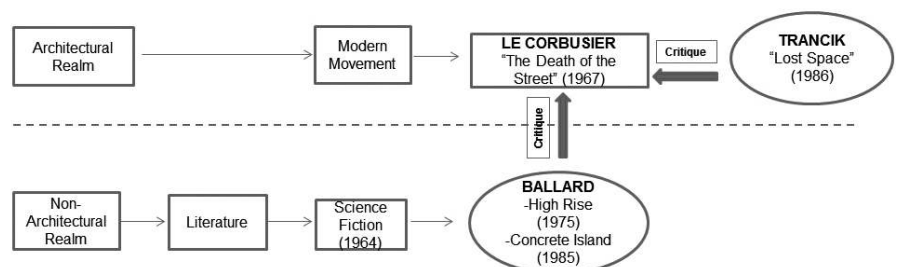 Architectural
Realm
Modern
Movement
LE CORBUSIER
“The Death of the
Street” (1967)
Critique
TRANCIK
“Lost Space”
(1986)
Critique
Non-
Architectural
Realm
Literature
Science
Fiction
(1964)
BALLARD
-High Rise
(1975)
-Concrete Island
(1985)